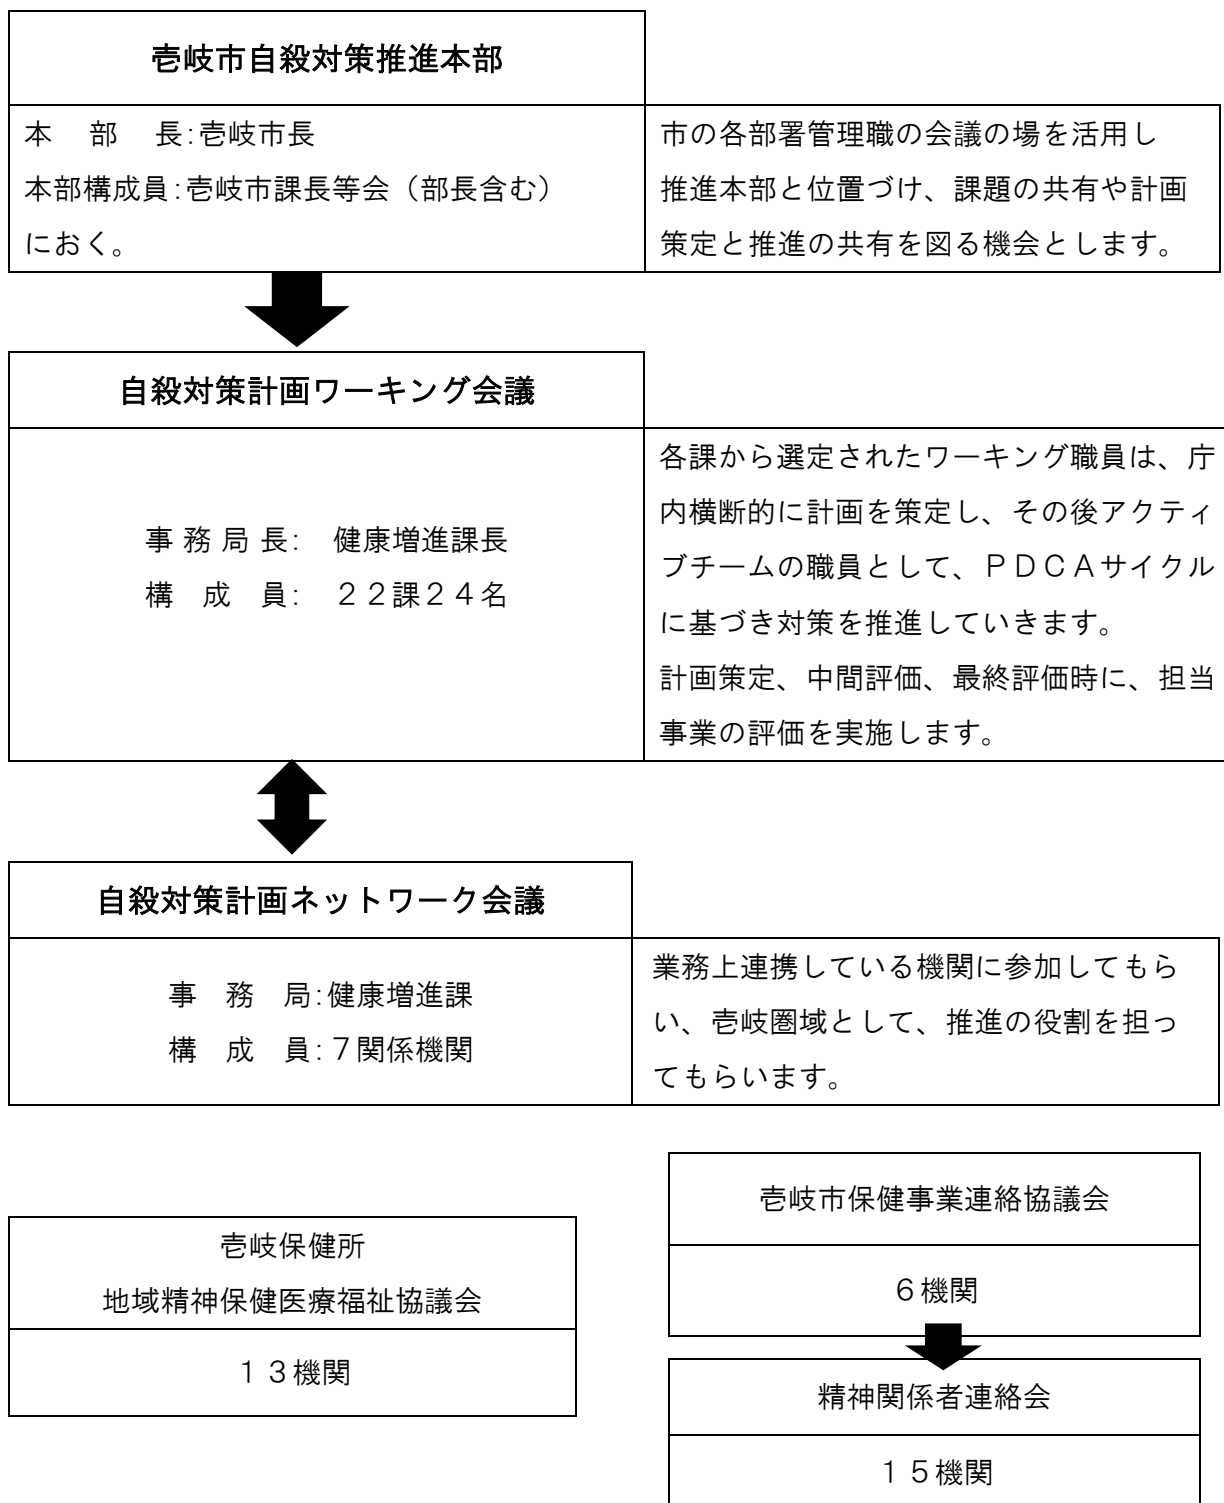 壱岐市自殺対策推進本部
本　部　長:壱岐市長
本部構成員:壱岐市課長等会（部長含む）
におく。
市の各部署管理職の会議の場を活用し
推進本部と位置づけ、課題の共有や計画
策定と推進の共有を図る機会とします。
自殺対策計画ワーキング会議
事 務 局 長:　健康増進課長
構　成　員:　２２課２４名
各課から選定されたワーキング職員は、庁
内横断的に計画を策定し、その後アクティ
ブチームの職員として、ＰＤＣＡサイクル
に基づき対策を推進していきます。
計画策定、中間評価、最終評価時に、担当
事業の評価を実施します。
自殺対策計画ネットワーク会議
事　務　局:健康増進課
構　成　員:７関係機関
業務上連携している機関に参加してもら
い、壱岐圏域として、推進の役割を担っ
てもらいます。
壱岐保健所
地域精神保健医療福祉協議会
１３機関
壱岐市保健事業連絡協議会
６機関
精神関係者連絡会
１５機関